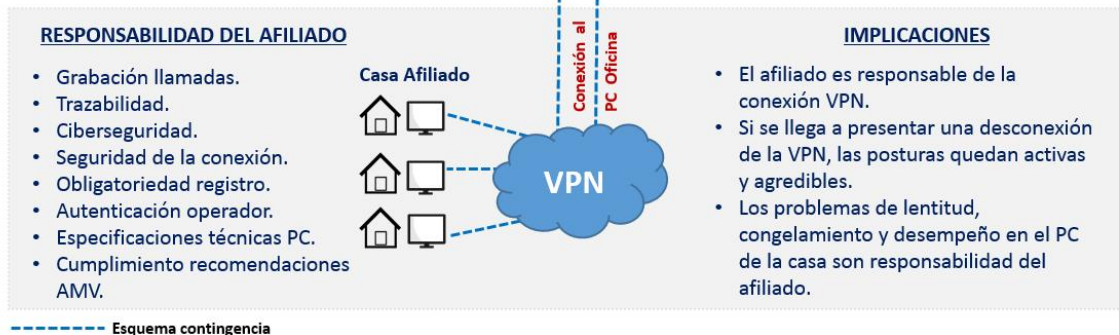 RESPONSABILIDAD DEL AFILIADO
• Grabación llamadas.
• Trazabilidad.
• Ciberseguridad.
• Seguridad de la conexión.
• Obligatoriedad registro.
• Autenticación operador.
• Especificaciones técnicas PC.
• Cumplimiento recomendaciones
AMV.
Casa Afiliado
Conexión al
PC Oficina
VPN
IMPLICACIONES
• El afiliado es responsable de la
conexión VPN.
• Si se llega a presentar una desconexión
de la VPN, las posturas quedan activas
y agredibles.
• Los problemas de lentitud,
congelamiento y desempeño en el PC
de la casa son responsabilidad del
afiliado.
Esquema contingencia